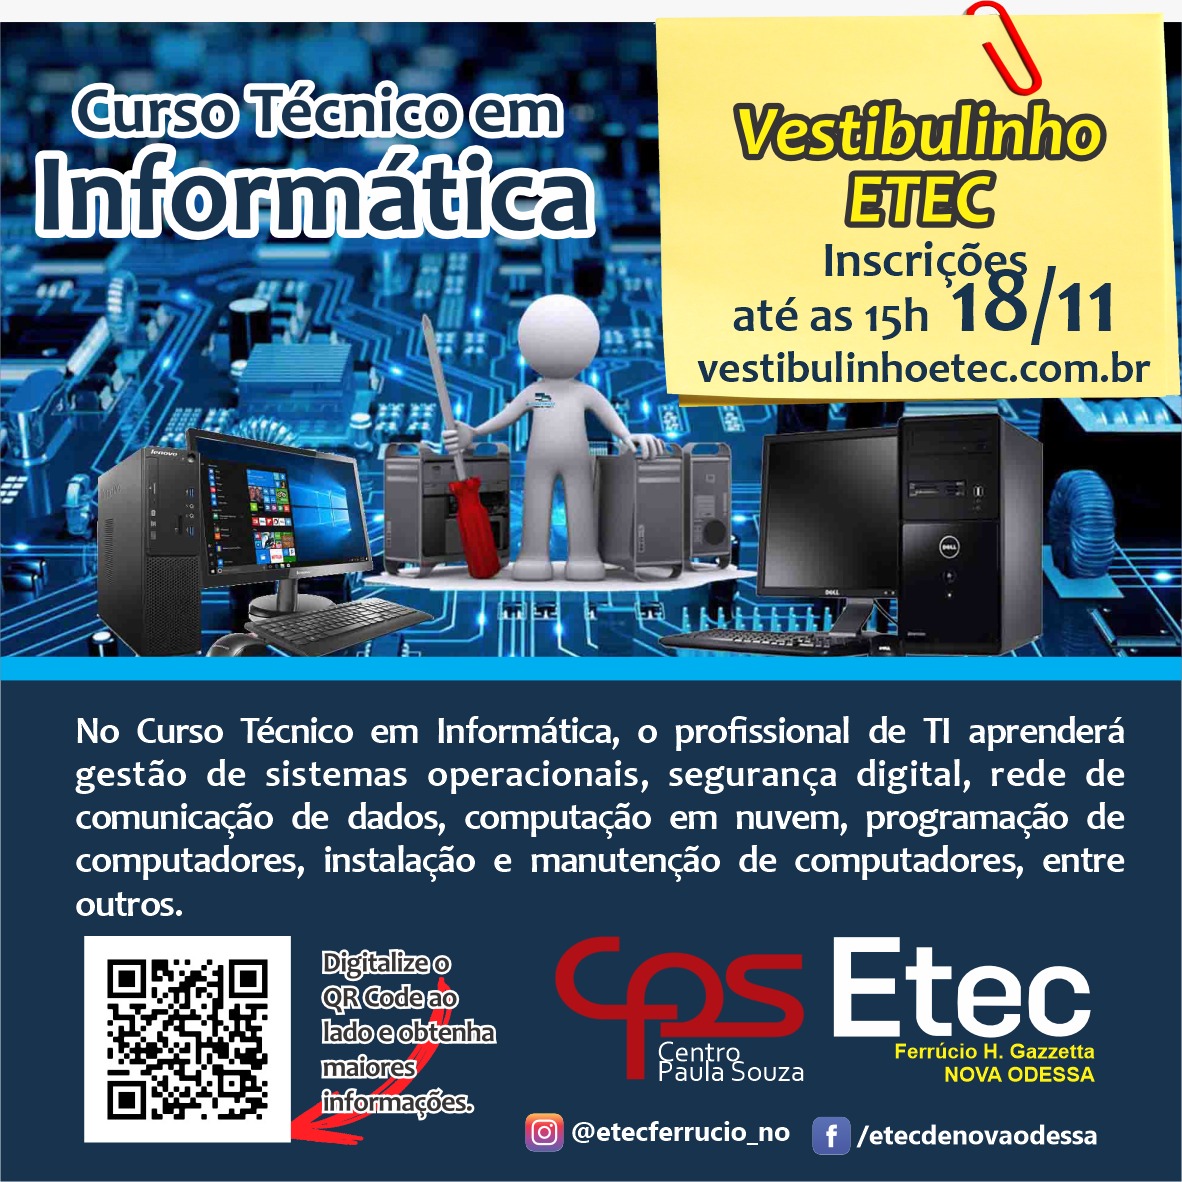 Curso Técnico em
Informática
Vestibulinho
ETEC
Inscrições
até as 15h 18/11
vestibulinhoetec.com.br
lenovo
DELL
DELL
No Curso Técnico em Informática, o profissional de TI aprenderá
gestão de sistemas operacionais, segurança digital, rede de
comunicação de dados, computação em nuvem, programação de
computadores, instalação e manutenção de computadores, entre
outros.
Digitalize o
QR Code ao
lado e obtenha
maiores
informações.
cps
Centro
Paula Souza
Etec
Ferrúcio H. Gazzetta
NOVA ODESSA
@etecferrucio_no
/etecdenovaodessa